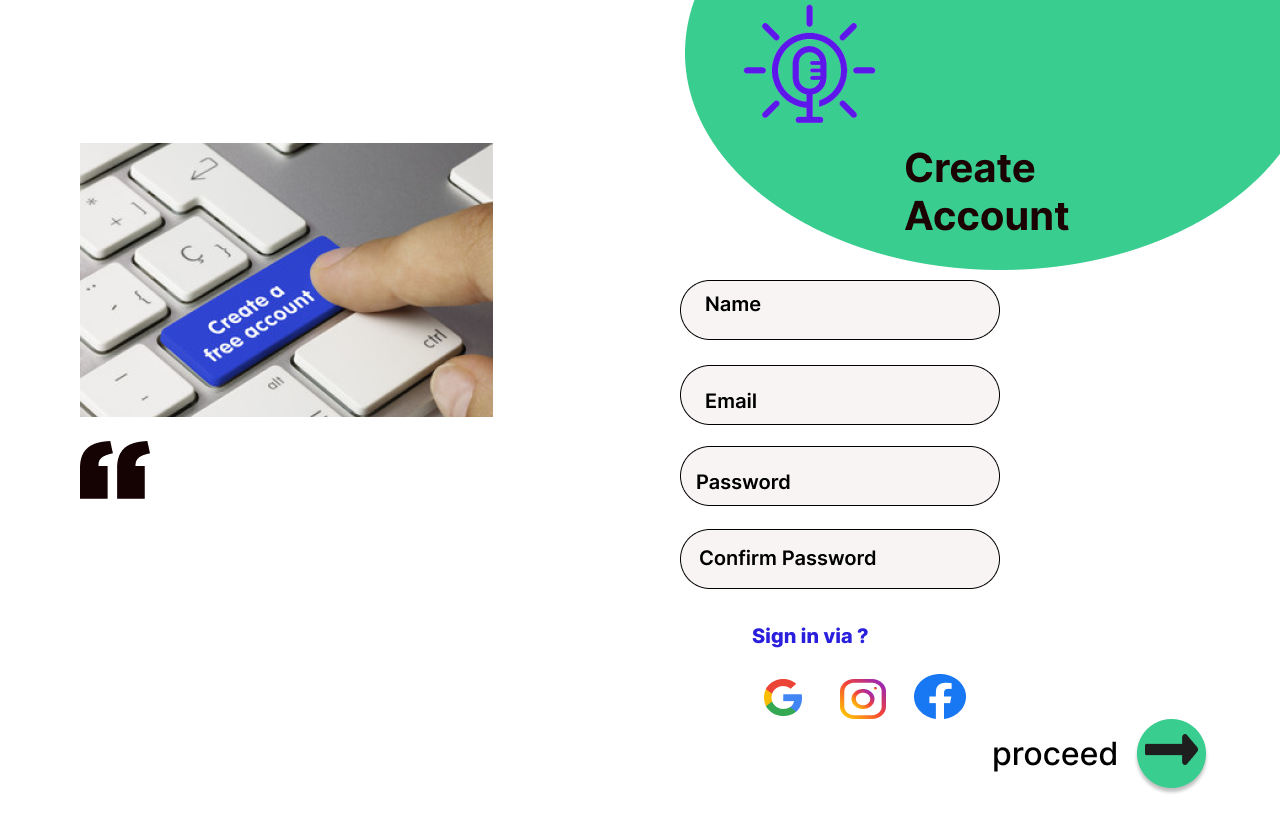 Create
Account
* + ]
Ç }
¨ ´ }
Create a
free account
ctrl
alt
Name
Email
Password
Confirm Password
Sign in via ?
proceed